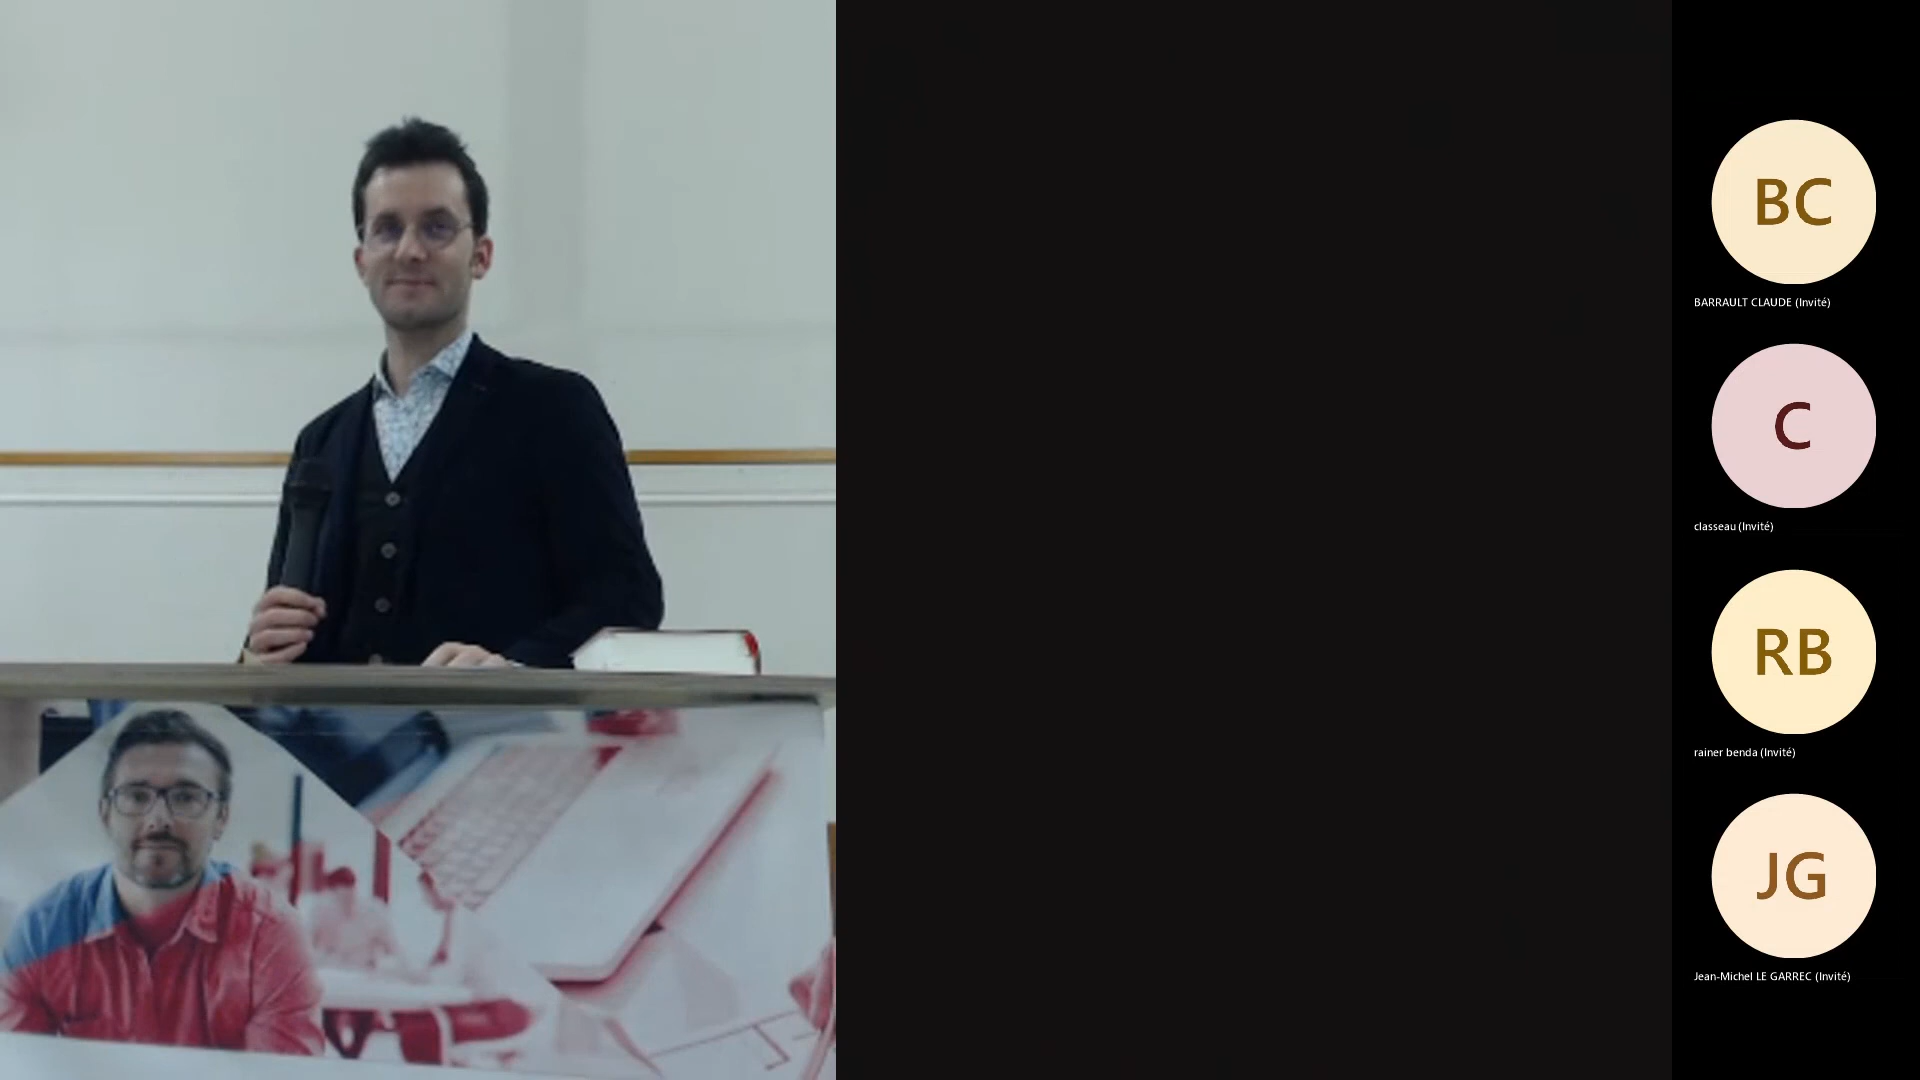 BC
BARRAULT CLAUDE (Invité)
C
classeau (Invité)
RB
rainer benda (Invité)
JG
Jean-Michel LE GARREC (Invité)